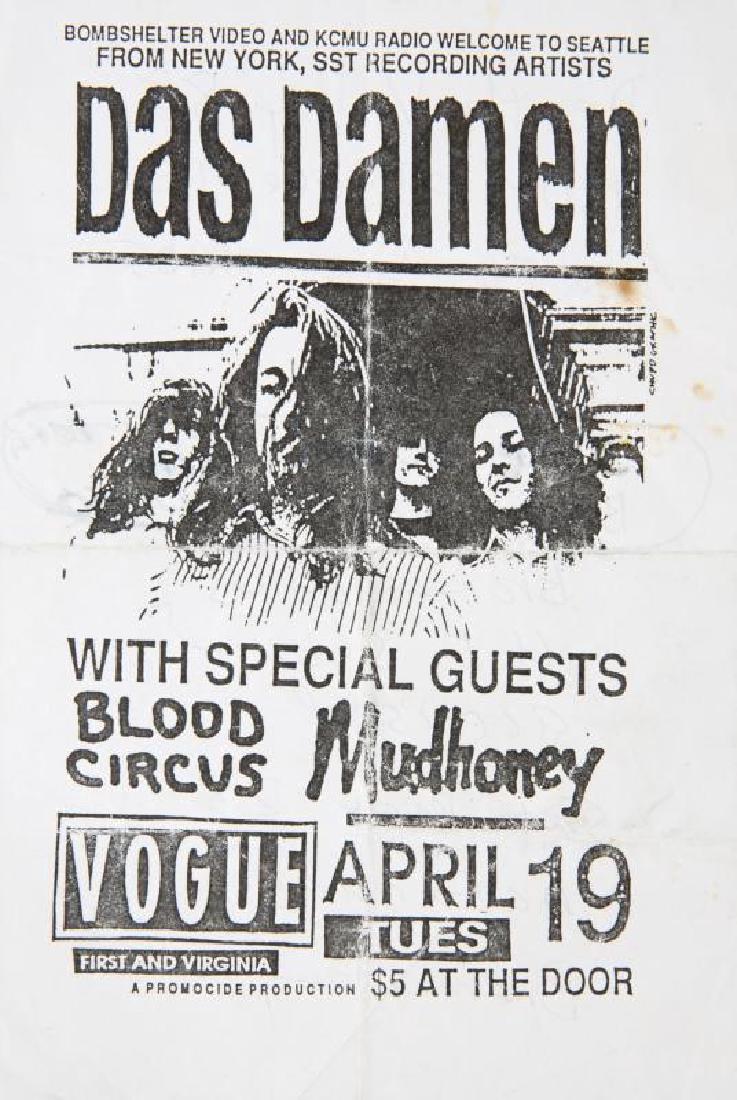 BOMBSHELTER VIDEO AND KCMU RADIO WELCOME TO SEATTLE
FROM NEW YORK, SST RECORDING ARTISTS
Das Damen
WITH SPECIAL GUESTS
BLOOD CIRCUS
Mudhoney
VOGUE
FIRST AND VIRGINIA
APRIL 19
TUES
$5 AT THE DOOR
A PROMOCIDE PRODUCTION